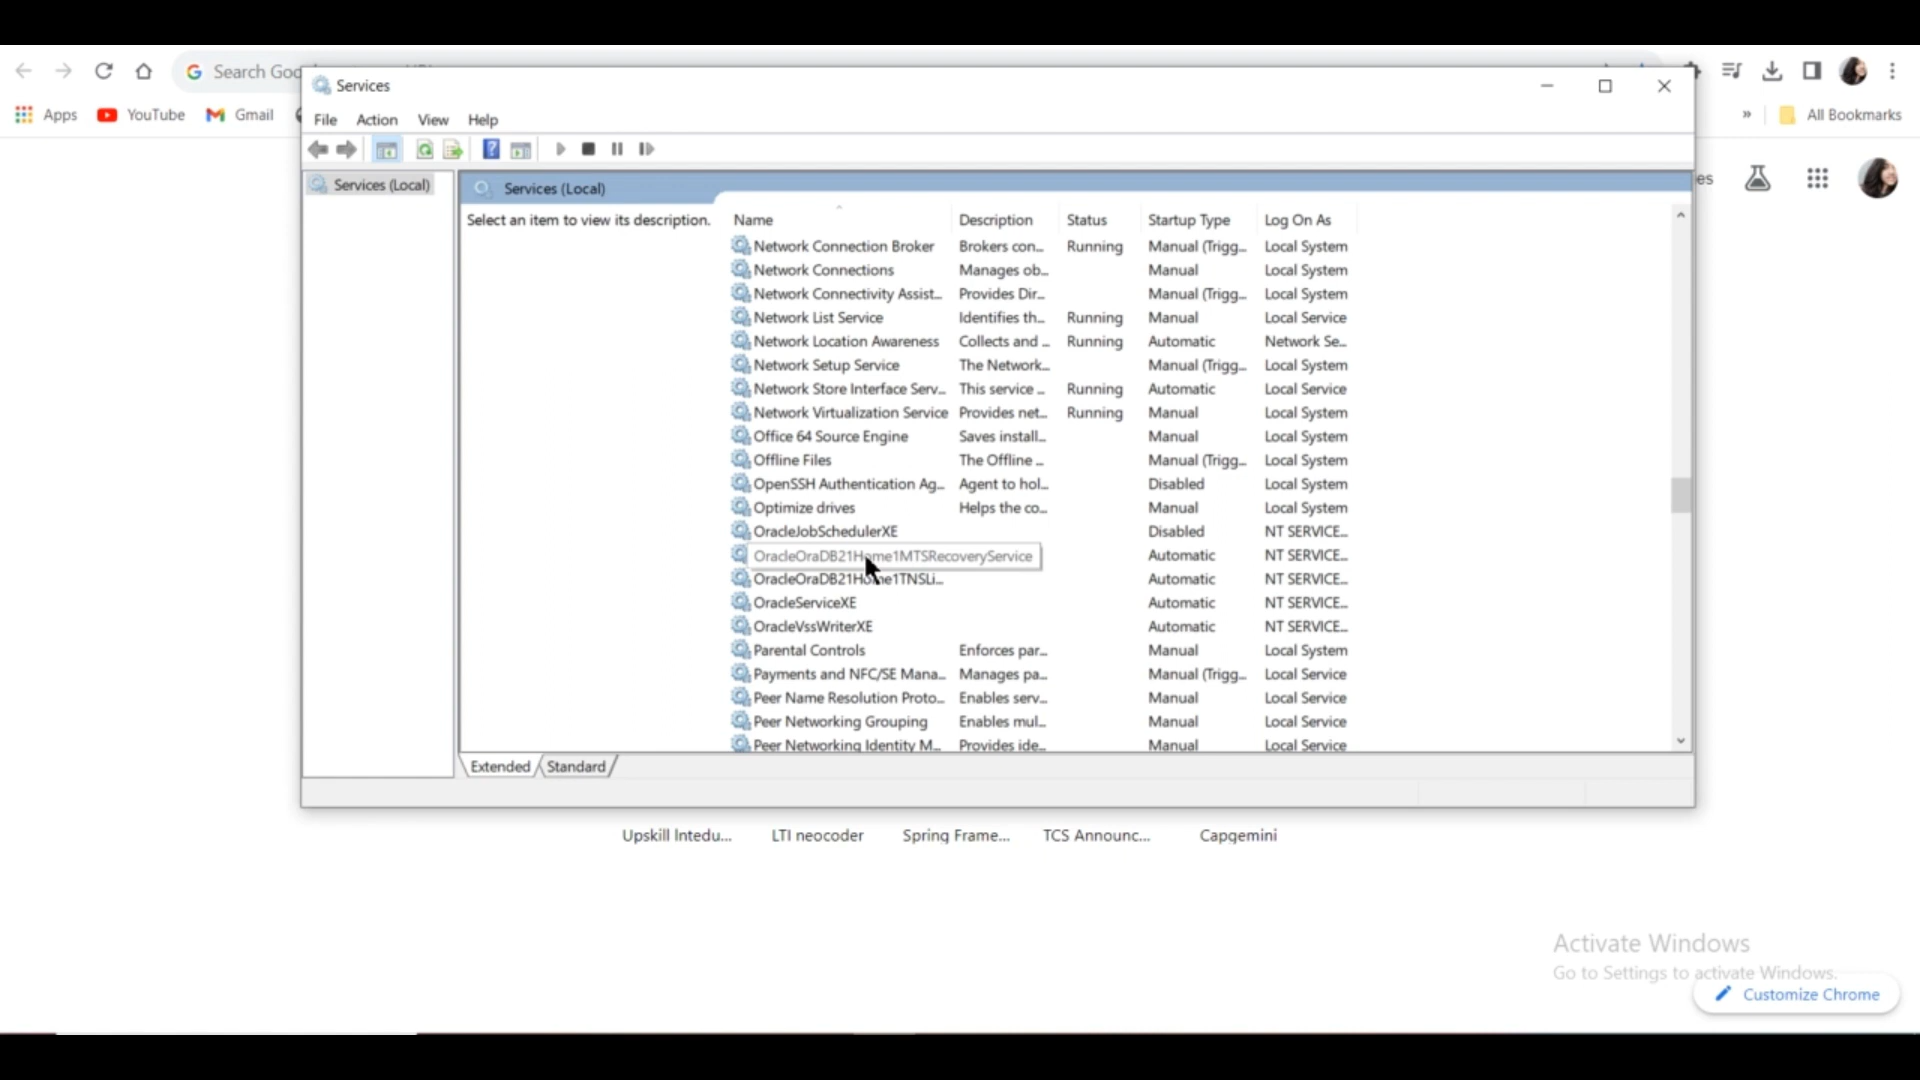 Search Goo
Services
Apps YouTube Gmail
» All Bookmarks
File Action View Help
Services (Local)
Services (Local)
es
Select an item to view its description.
Name Description Status Startup Type Log On As
Network Connection Broker Brokers con... Running Manual (Trigg... Local System
Network Connections Manages ob... Manual Local System
Network Connectivity Assist... Provides Dir... Manual (Trigg... Local System
Network List Service Identifies th... Running Manual Local Service
Network Location Awareness Collects and ... Running Automatic Network Se...
Network Setup Service The Network... Manual (Trigg... Local System
Network Store Interface Serv... This service ... Running Automatic Local Service
Network Virtualization Service Provides net... Running Manual Local System
Office 64 Source Engine Saves install... Manual Local System
Offline Files The Offline ... Manual (Trigg... Local System
OpenSSH Authentication Ag... Agent to hol... Disabled Local System
Optimize drives Helps the co... Manual Local System
OracleJobSchedulerXE Disabled NT SERVICE...
OracleOraDB21Home1MTSRecoveryService Automatic NT SERVICE...
OracleOraDB21Home1TNSLi... Automatic NT SERVICE...
OracleServiceXE Automatic NT SERVICE...
OracleVssWriterXE Automatic NT SERVICE...
Parental Controls Enforces par... Manual Local System
Payments and NFC/SE Mana... Manages pa... Manual (Trigg... Local Service
Peer Name Resolution Proto... Enables serv... Manual Local Service
Peer Networking Grouping Enables mul... Manual Local Service
Peer Networking Identity M... Provides ide... Manual Local Service
Extended Standard
Upskill Intedu... LTI neocoder Spring Frame... TCS Announc... Capgemini
Activate Windows
Go to Settings to activate Windows.
Customize Chrome